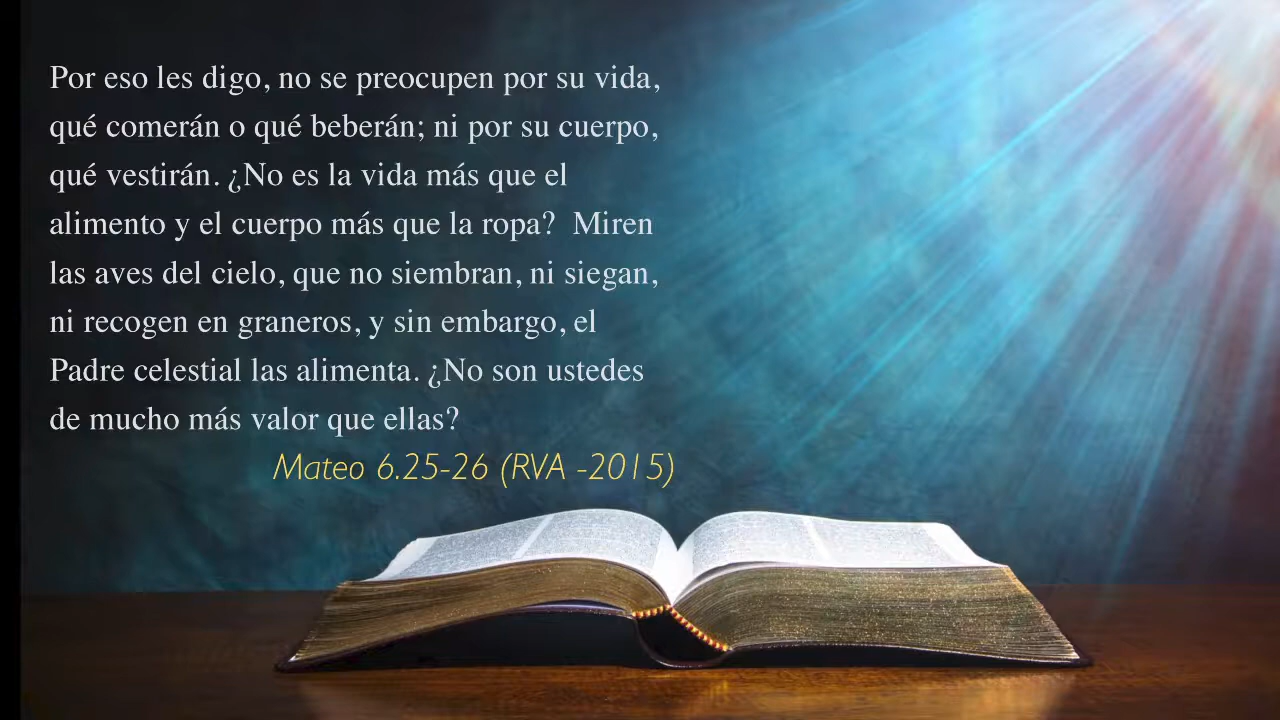 Por eso les digo, no se preocupen por su vida,
qué comerán o qué beberán; ni por su cuerpo,
qué vestirán. ¿No es la vida más que el
alimento y el cuerpo más que la ropa?  Miren
las aves del cielo, que no siembran, ni siegan,
ni recogen en graneros, y sin embargo, el
Padre celestial las alimenta. ¿No son ustedes
de mucho más valor que ellas?
Mateo 6.25-26 (RVA -2015)